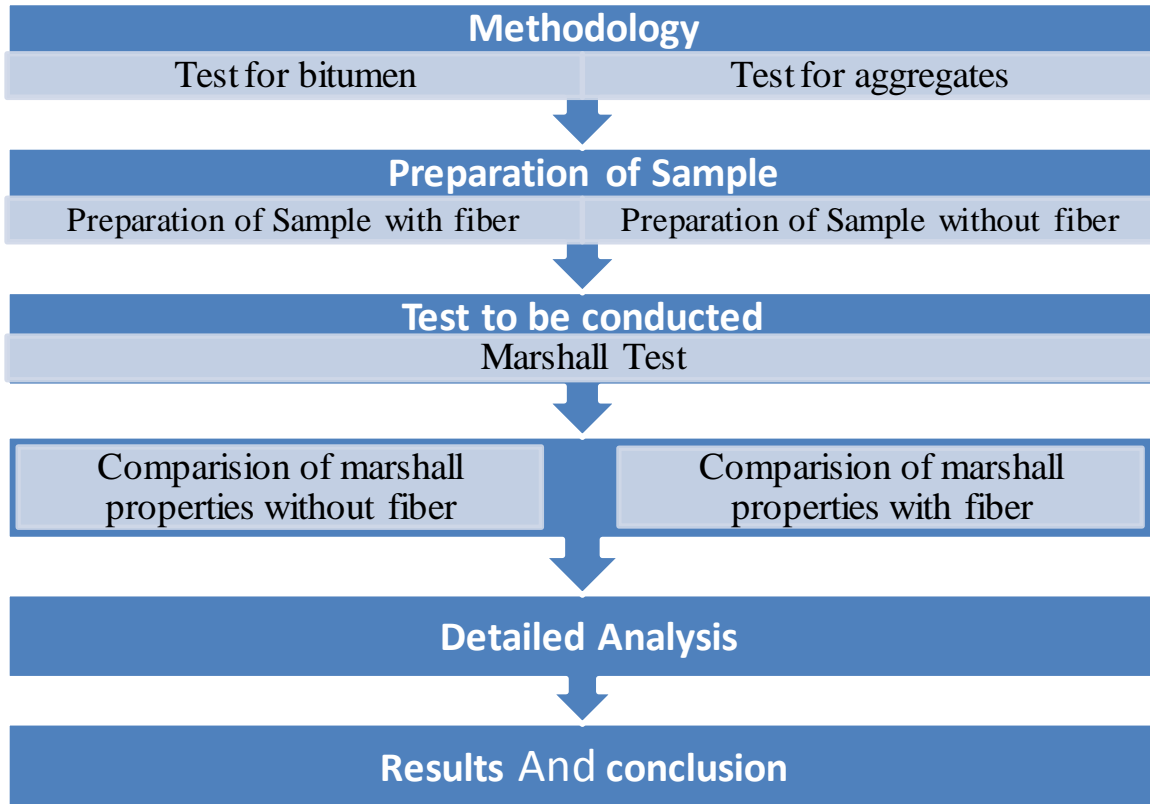 Methodology
Test for bitumen
Test for aggregates
Preparation of Sample
Preparation of Sample with fiber
Preparation of Sample without fiber
Test to be conducted
Marshall Test
Comparision of marshall
properties without fiber
Comparision of marshall
properties with fiber
Detailed Analysis
Results And conclusion